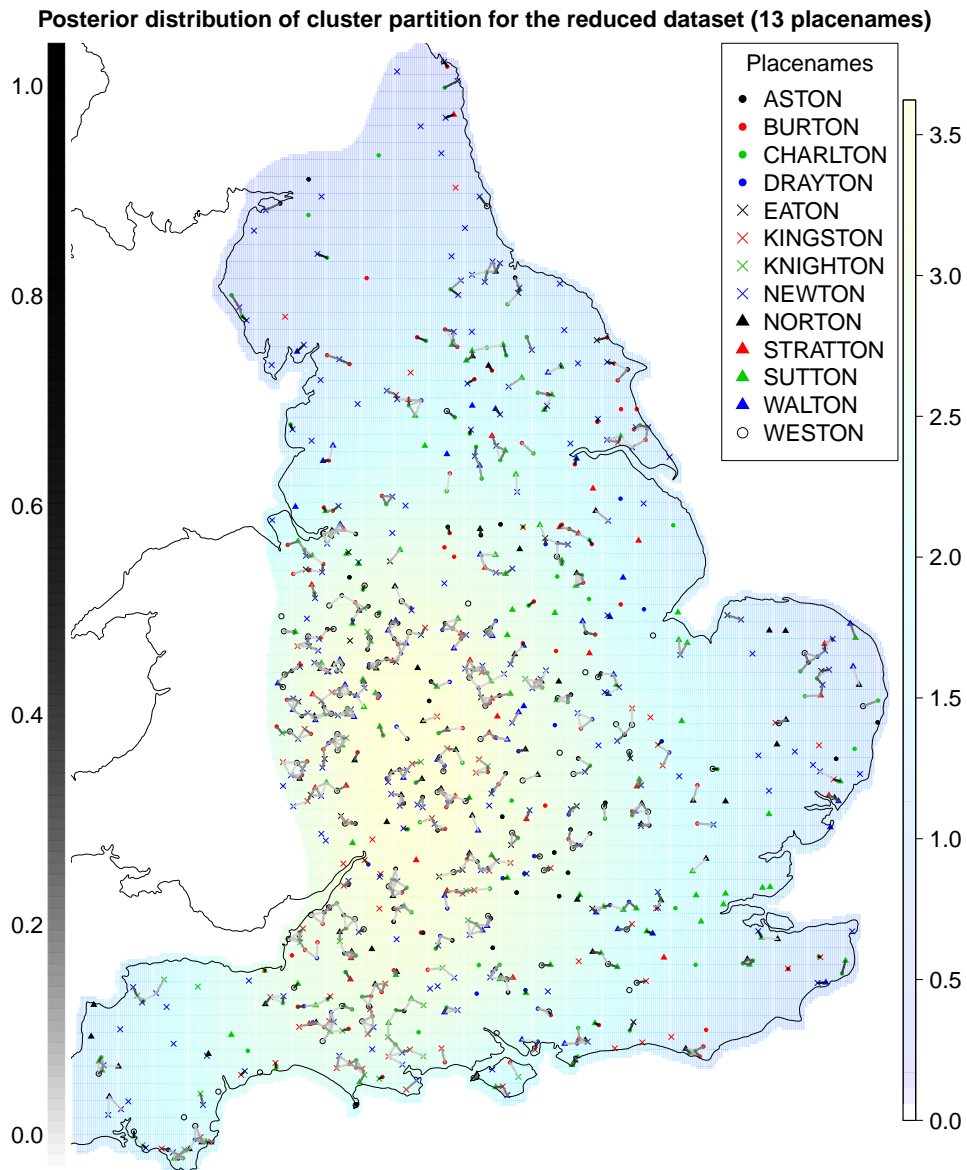 Posterior distribution of cluster partition for the reduced dataset (13 placenames)
1.0
0.8
0.6
0.4
0.2
0.0
Placenames
ASTON
BURTON
CHARLTON
DRAYTON
EATON
KINGSTON
KNIGHTON
NEWTON
NORTON
STRATTON
SUTTON
WALTON
WESTON
3.5
3.0
2.5
2.0
1.5
1.0
0.5
0.0